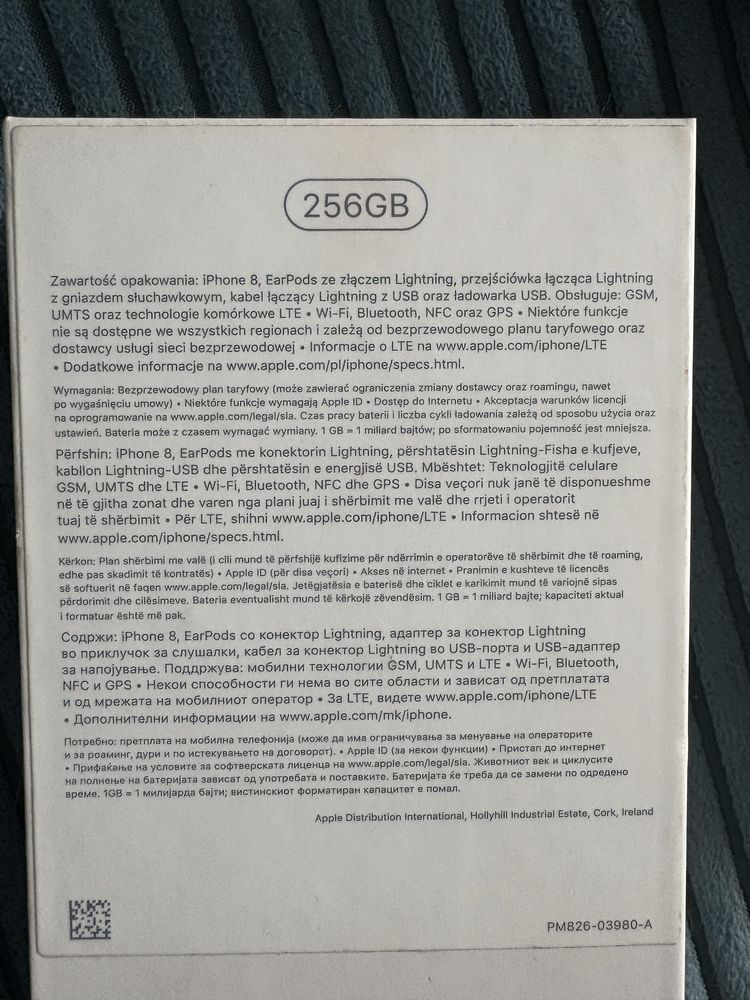 256GB
Zawartość opakowania: iPhone 8, EarPods ze złączem Lightning, przejściówka łącząca Lightning
z gniazdem słuchawkowym, kabel łączący Lightning z USB oraz ładowarka USB. Obsługuje: GSM,
UMTS oraz technologie komórkowe LTE • Wi-Fi, Bluetooth, NFC oraz GPS • Niektóre funkcje
nie są dostępne we wszystkich regionach i zależą od bezprzewodowego planu taryfowego oraz
dostawcy usługi sieci bezprzewodowej • Informacje o LTE na www.apple.com/iphone/LTE
• Dodatkowe informacje na www.apple.com/pl/iphone/specs.html.
Wymagania: Bezprzewodowy plan taryfowy (może zawierać ograniczenia zmiany dostawcy oraz roamingu, nawet
po wygaśnięciu umowy) • Niektóre funkcje wymagają Apple ID • Dostęp do Internetu • Akceptacja warunków licencji
na oprogramowanie na www.apple.com/legal/sla. Czas pracy baterii i liczba cykli ładowania zależą od sposobu użycia oraz
ustawień. Bateria może z czasem wymagać wymiany. 1 GB = 1 miliard bajtów; po sformatowaniu pojemność jest mniejsza.
Përfshin: iPhone 8, EarPods me konektorin Lightning, përshtatësin Lightning-Fisha e kufjeve,
kabllon Lightning-USB dhe përshtatësin e energjisë USB. Mbështet: Teknologjitë celulare
GSM, UMTS dhe LTE • Wi-Fi, Bluetooth, NFC dhe GPS • Disa veçori nuk janë të disponueshme
në të gjitha zonat dhe varen nga plani juaj i shërbimit me valë dhe rrjeti i operatorit
tuaj të shërbimit • Për LTE, shihni www.apple.com/iphone/LTE • Informacion shtesë në
www.apple.com/iphone/specs.html.
Kërkon: Plan shërbimi me valë (i cili mund të përfshijë kufizime për ndërrimin e operatorëve të shërbimit dhe të roaming,
edhe pas skadimit të kontratës) • Apple ID (për disa veçori) • Akses në internet • Pranimin e kushteve të licencës
së softuerit në faqen www.apple.com/legal/sla. Jetëgjatësia e baterisë dhe ciklet e karikimit mund të variojnë sipas
përdorimit dhe cilësimeve. Bateria eventualisht mund të kërkojë zëvendësim. 1 GB = 1 miliard bajte; kapaciteti aktual
i formatuar është më pak.
Содржи: iPhone 8, EarPods со конектор Lightning, адаптер за конектор Lightning
во приклучок за слушалки, кабел за конектор Lightning во USB-порта и USB-адаптер
за напојување. Поддржува: мобилни технологии GSM, UMTS и LTE • Wi-Fi, Bluetooth,
NFC и GPS • Некои способности ги нема во сите области и зависат од претплатата
и од мрежата на мобилниот оператор • За LTE, видете www.apple.com/iphone/LTE
• Дополнителни информации на www.apple.com/mk/iphone.
Потребно: претплата на мобилна телефонија (може да има ограничувања за менување на операторите
и за роаминг, дури и по истекувањето на договорот). • Apple ID (за некои функции) • Пристап до интернет
• Прифаќање на условите за софтверската лиценца на www.apple.com/legal/sla. Животниот век и циклусите
на полнење на батеријата зависат од употребата и поставките. Батеријата ќе треба да се замени по одредено
време. 1GB = 1 милијарда бајти; вистинскиот форматиран капацитет е помал.
Apple Distribution International, Hollyhill Industrial Estate, Cork, Ireland
PM826-03980-A